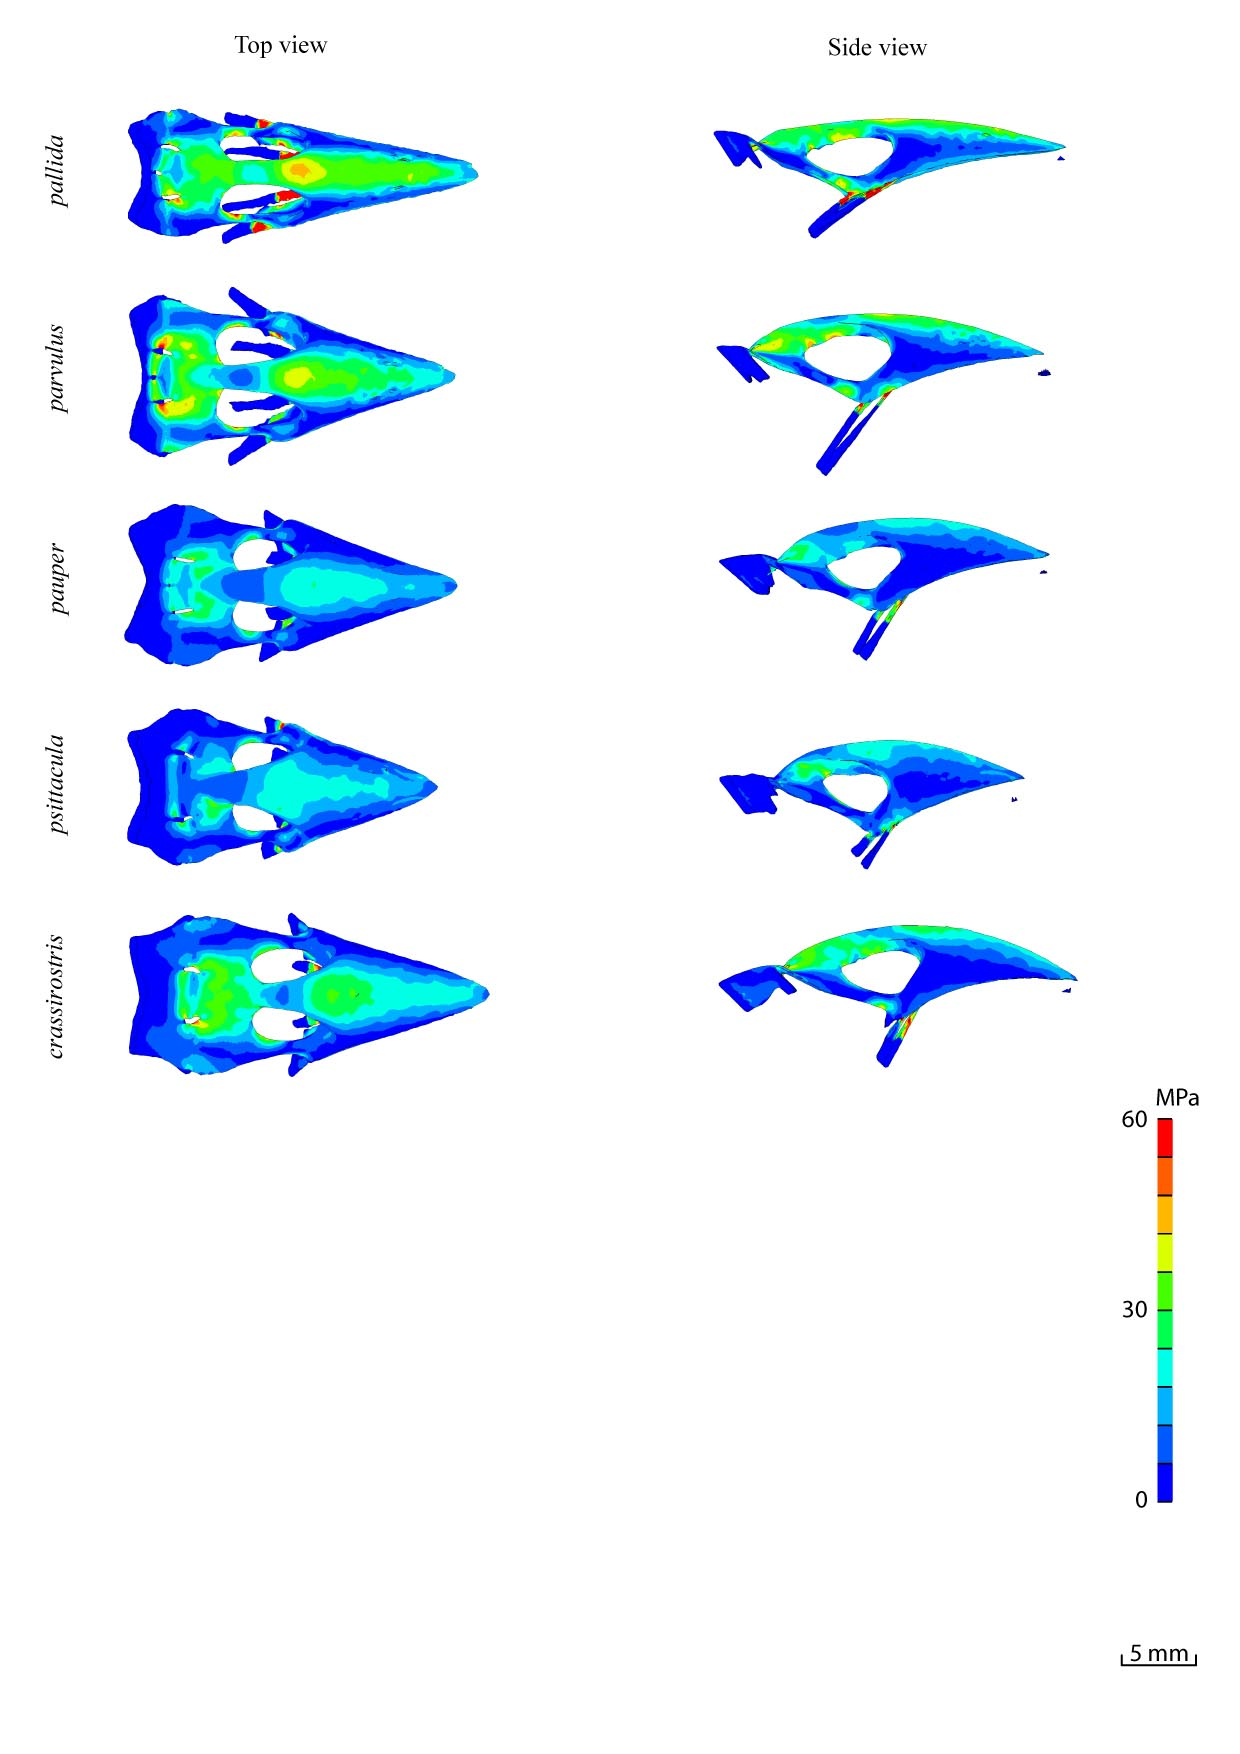 Top view
Side view
pallida
parvulus
pauper
psittacula
crassirostris
MPa
60
30
0
5 mm